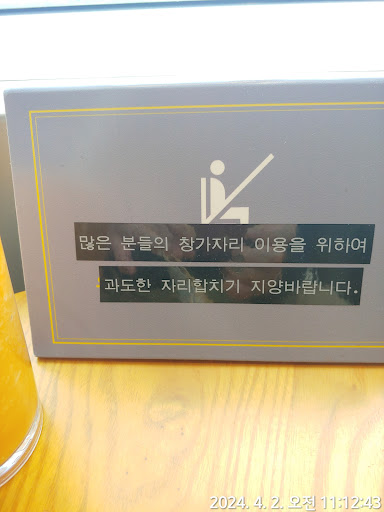 많은 분들의 창가자리 이용을 위하여
과도한 자리합치기 지양바랍니다.
2024. 4. 2. 오전 11:12:43